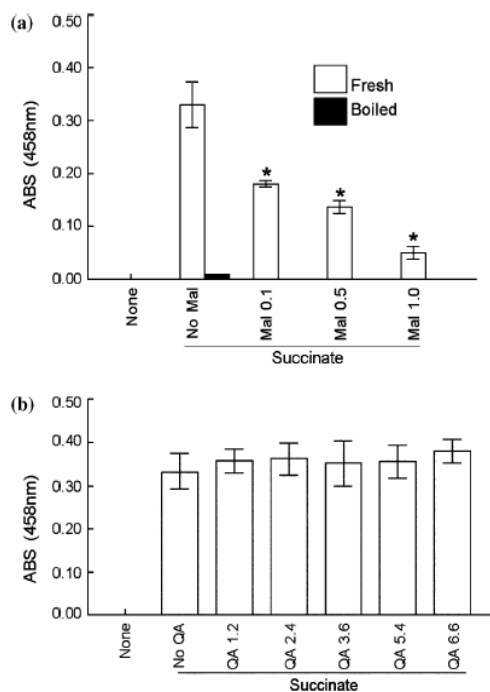 (a)
0.50
0.40
0.30
0.20
0.10
0.00
ABS (458nm)
Fresh
Boiled
*
*
*
None
No Mal
Mal 0.1
Mal 0.5
Mal 1.0
Succinate
(b)
0.50
0.40
0.30
0.20
0.10
0.00
ABS (458nm)
None
No QA
QA 1.2
QA 2.4
QA 3.6
QA 5.4
QA 6.6
Succinate